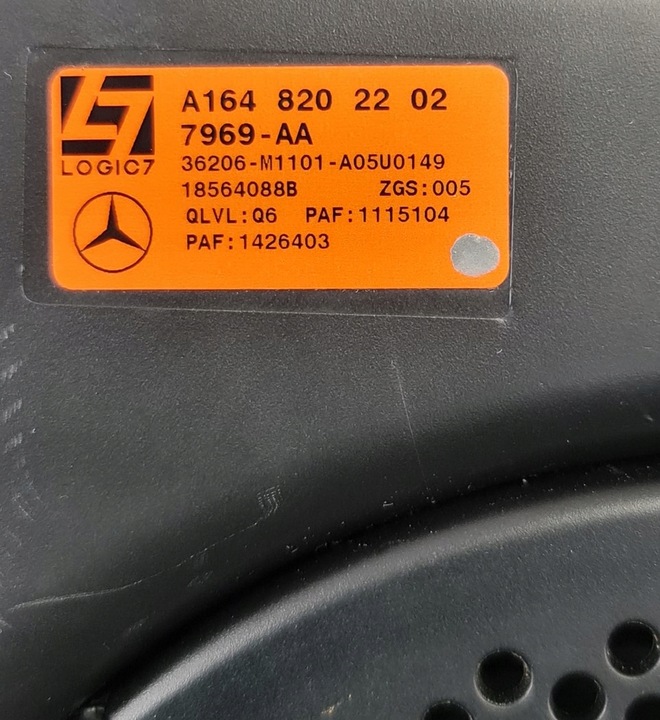 A164 820 22 02
7969-AA
LOGIC7
36206-M1101-A05U0149
18564088B ZGS:005
QLVL:Q6 PAF:1115104
PAF:1426403